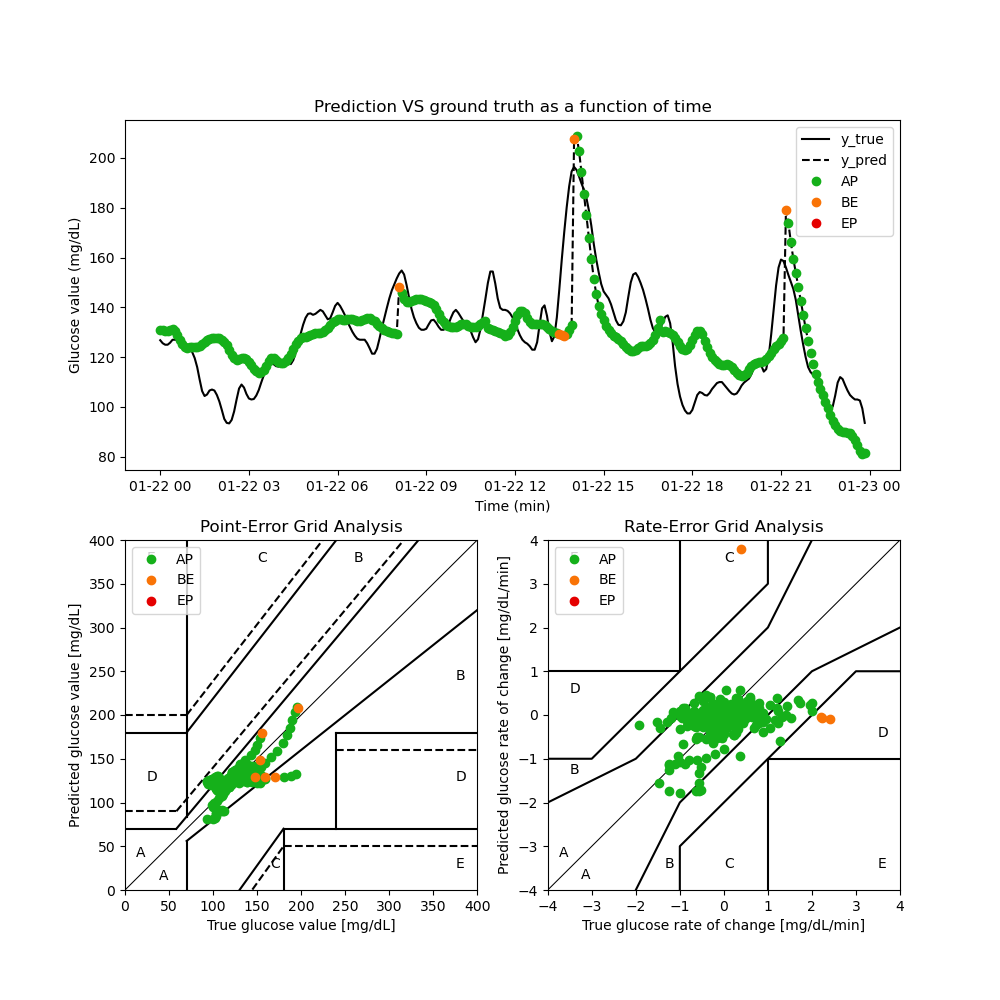 Prediction VS ground truth as a function of time
Glucose value (mg/dL)
200
180
160
140
120
100
80
y_true
y_pred
AP
BE
EP
01-22 00 01-22 03 01-22 06 01-22 09 01-22 12 01-22 15 01-22 18 01-22 21 01-23 00
Time (min)
Point-Error Grid Analysis
Predicted glucose value [mg/dL]
400
350
300
250
200
150
100
50
0
AP
BE
EP
C B
B
D D
A
A C E
0 50 100 150 200 250 300 350 400
True glucose value [mg/dL]
Rate-Error Grid Analysis
Predicted glucose rate of change [mg/dL/min]
4
3
2
1
0
−1
−2
−3
−4
AP
BE
EP
C
D
D
B
A
A B C E
−4 −3 −2 −1 0 1 2 3 4
True glucose rate of change [mg/dL/min]